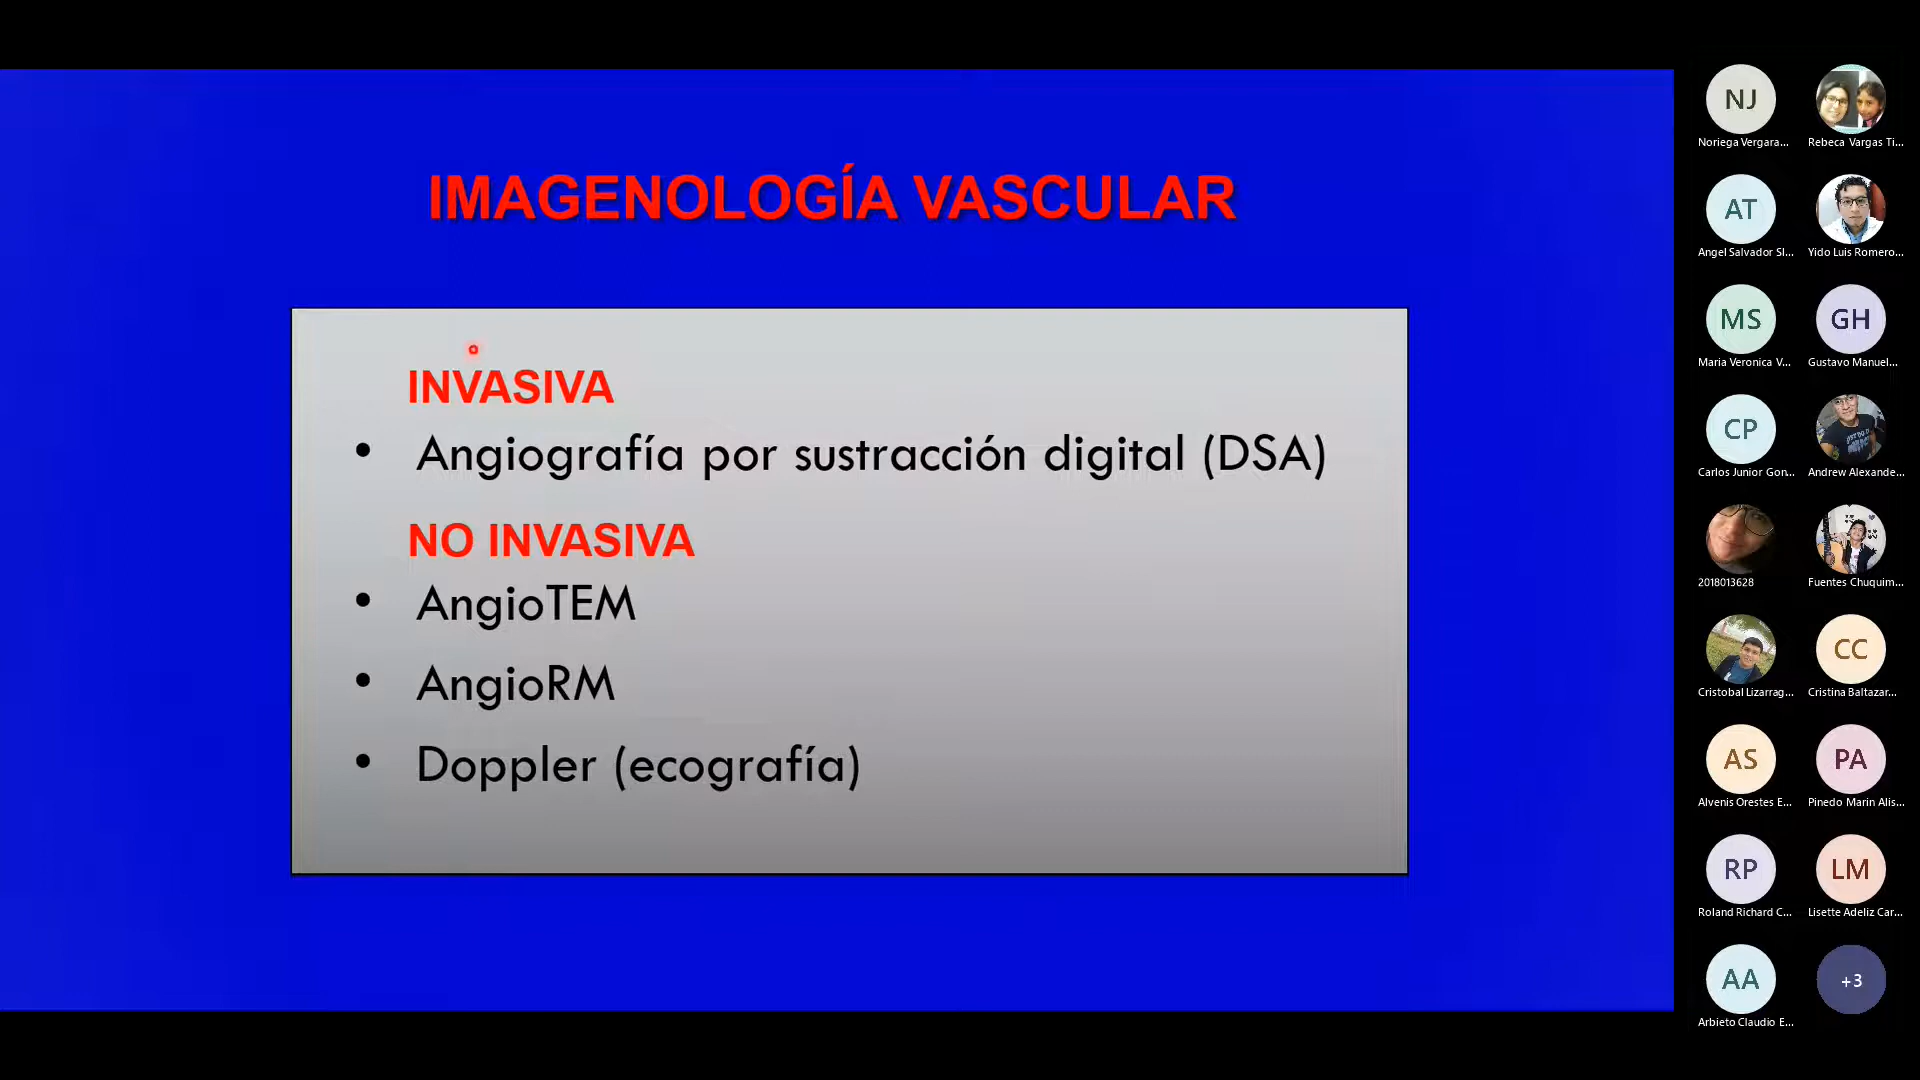 IMAGENOLOGÍA VASCULAR
INVASIVA
• Angiografía por sustracción digital (DSA)
NO INVASIVA
• AngioTEM
• AngioRM
• Doppler (ecografía)
NJ
Noriega Vergara...
Rebeca Vargas Ti...
AT
Angel Salvador Sl...
Yido Luis Romero...
MS
Maria Veronica V...
GH
Gustavo Manuel...
CP
Carlos Junior Gon...
Andrew Alexande...
2018013628
Fuentes Chuquim...
Cristobal Lizarrag...
CC
Cristina Baltazar...
AS
Alvenis Orestes E...
PA
Pinedo Marin Alis...
RP
Roland Richard C...
LM
Lisette Adeliz Car...
AA
Arbieto Claudio E...
+3